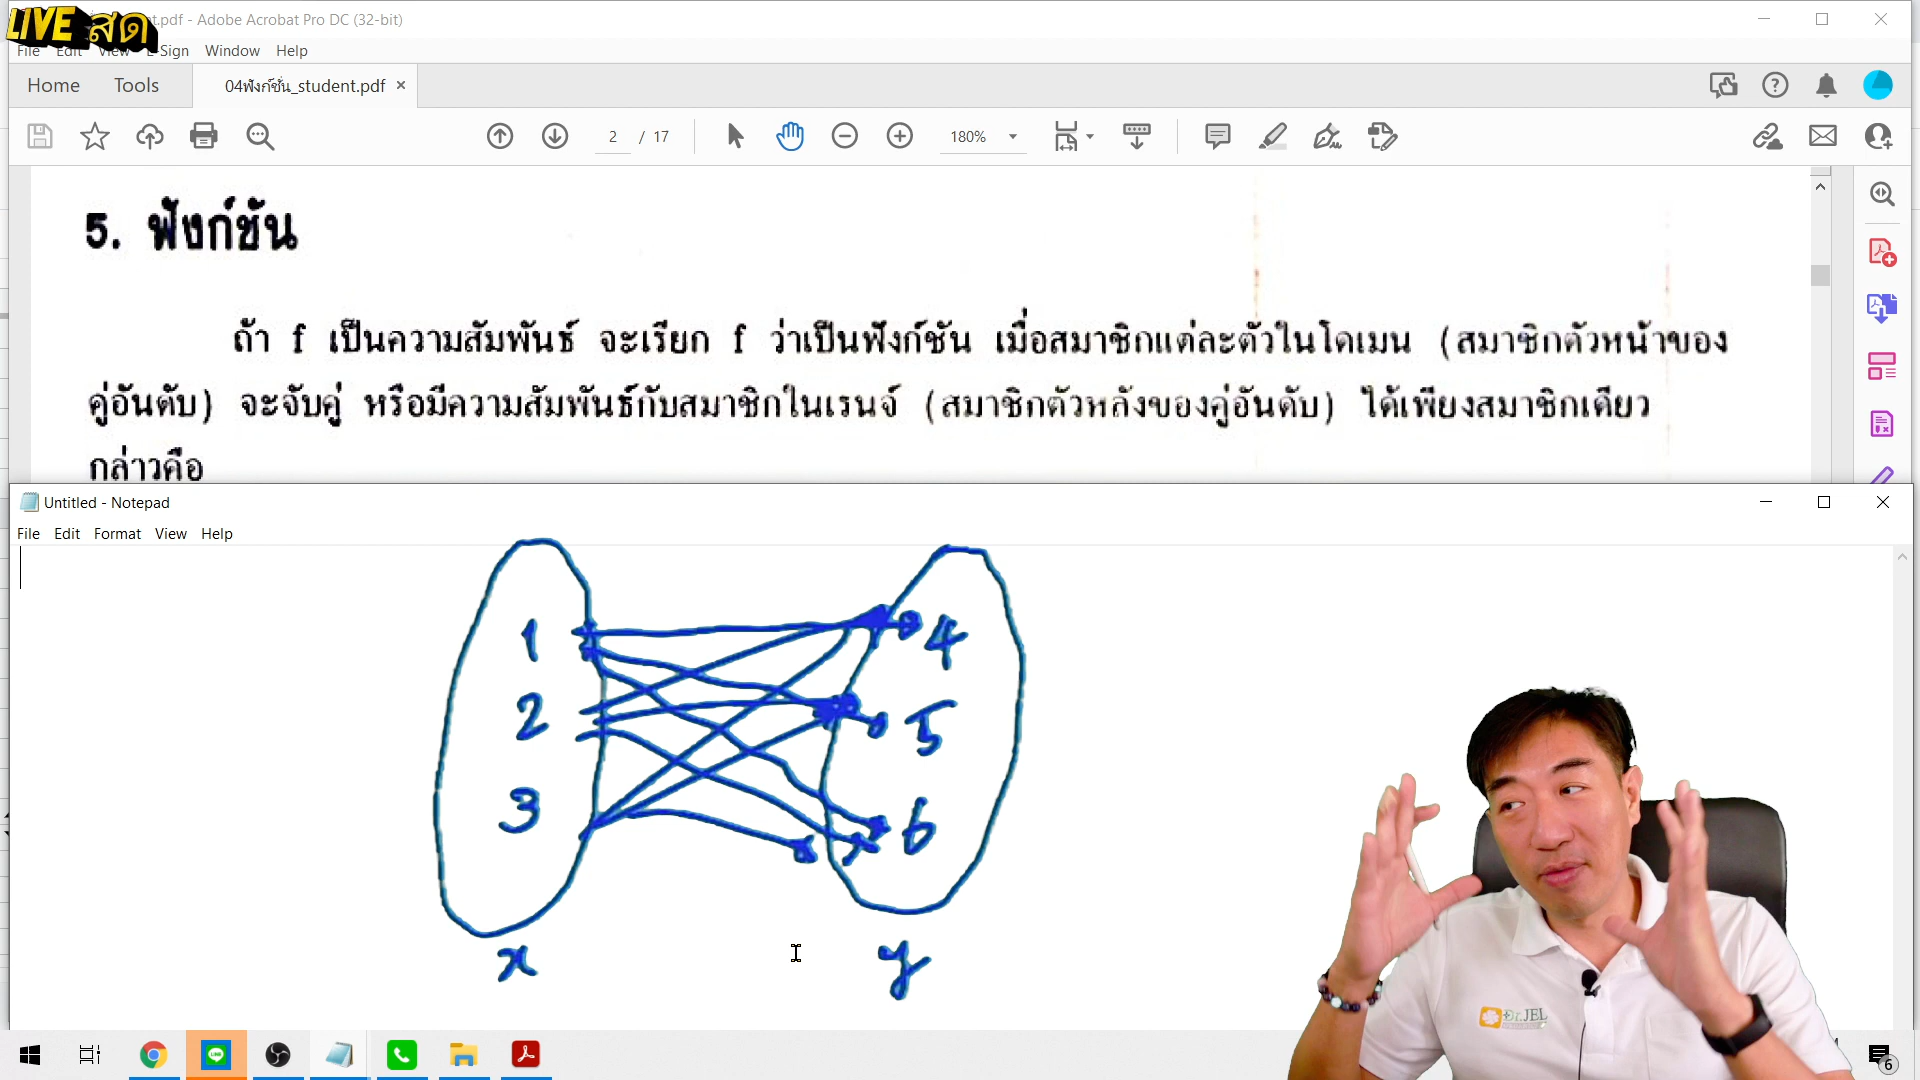 LIVE สด
t.pdf - Adobe Acrobat Pro DC (32-bit)
File Edit View E-Sign Window Help
Home Tools 04ฟังก์ชั่น_student.pdf ×
2 / 17 180%
5. ฟังก์ชัน
ถ้า f เป็นความสัมพันธ์ จะเรียก f ว่าเป็นฟังก์ชัน เมื่อสมาชิกแต่ละตัวในโดเมน (สมาชิกตัวหน้าของ
คู่อันดับ) จะจับคู่ หรือมีความสัมพันธ์กับสมาชิกในเรนจ์ (สมาชิกตัวหลังของคู่อันดับ) ได้เพียงสมาชิกเดียว
กล่าวคือ
Untitled - Notepad
File Edit Format View Help
1 4
2 5
3 6
x y
Dr.JEL
6